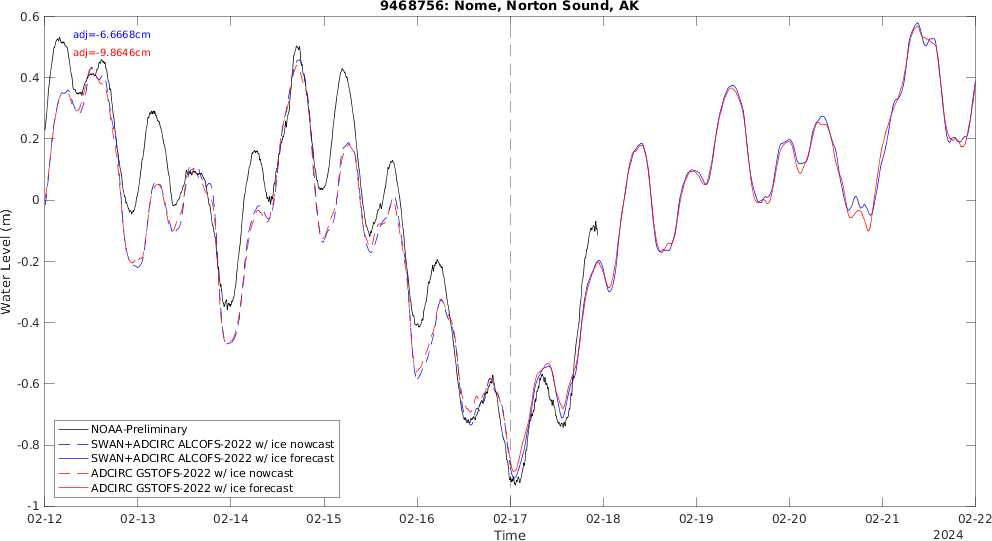 9468756: Nome, Norton Sound, AK
adj=-6.6668cm
adj=-9.8646cm
Water Level (m)
0.6
0.4
0.2
0
-0.2
-0.4
-0.6
-0.8
-1
NOAA-Preliminary
SWAN+ADCIRC ALCOFS-2022 w/ ice nowcast
SWAN+ADCIRC ALCOFS-2022 w/ ice forecast
ADCIRC GSTOFS-2022 w/ ice nowcast
ADCIRC GSTOFS-2022 w/ ice forecast
02-12 02-13 02-14 02-15 02-16 02-17 02-18 02-19 02-20 02-21 02-22
Time
2024